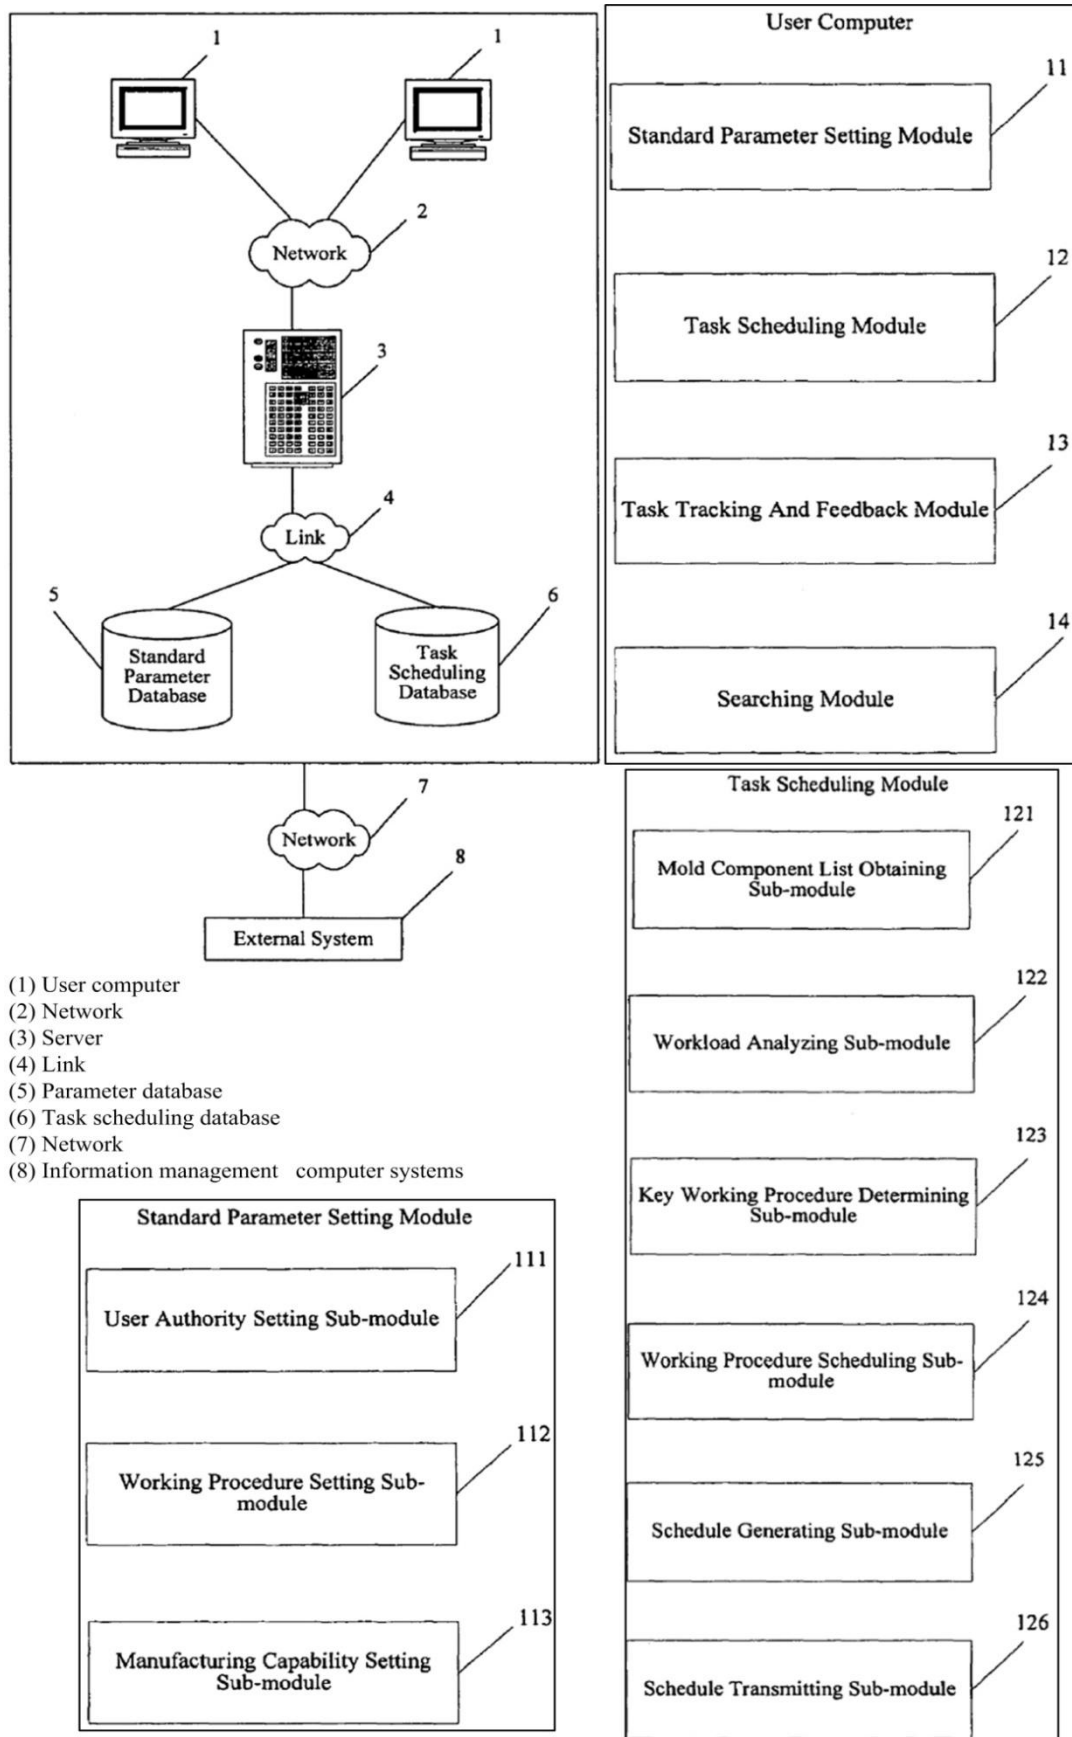 1
1
2
Network
3
4
Link
5
6
Standard
Parameter
Database
Task
Scheduling
Database
7
Network
8
External System
(1) User computer
(2) Network
(3) Server
(4) Link
(5) Parameter database
(6) Task scheduling database
(7) Network
(8) Information management computer systems
User Computer
11
Standard Parameter Setting Module
12
Task Scheduling Module
13
Task Tracking And Feedback Module
14
Searching Module
Standard Parameter Setting Module
111
User Authority Setting Sub-module
112
Working Procedure Setting Sub-
module
113
Manufacturing Capability Setting
Sub-module
Task Scheduling Module
121
Mold Component List Obtaining
Sub-module
122
Workload Analyzing Sub-module
123
Key Working Procedure Determining
Sub-module
124
Working Procedure Scheduling Sub-
module
125
Schedule Generating Sub-module
126
Schedule Transmitting Sub-module